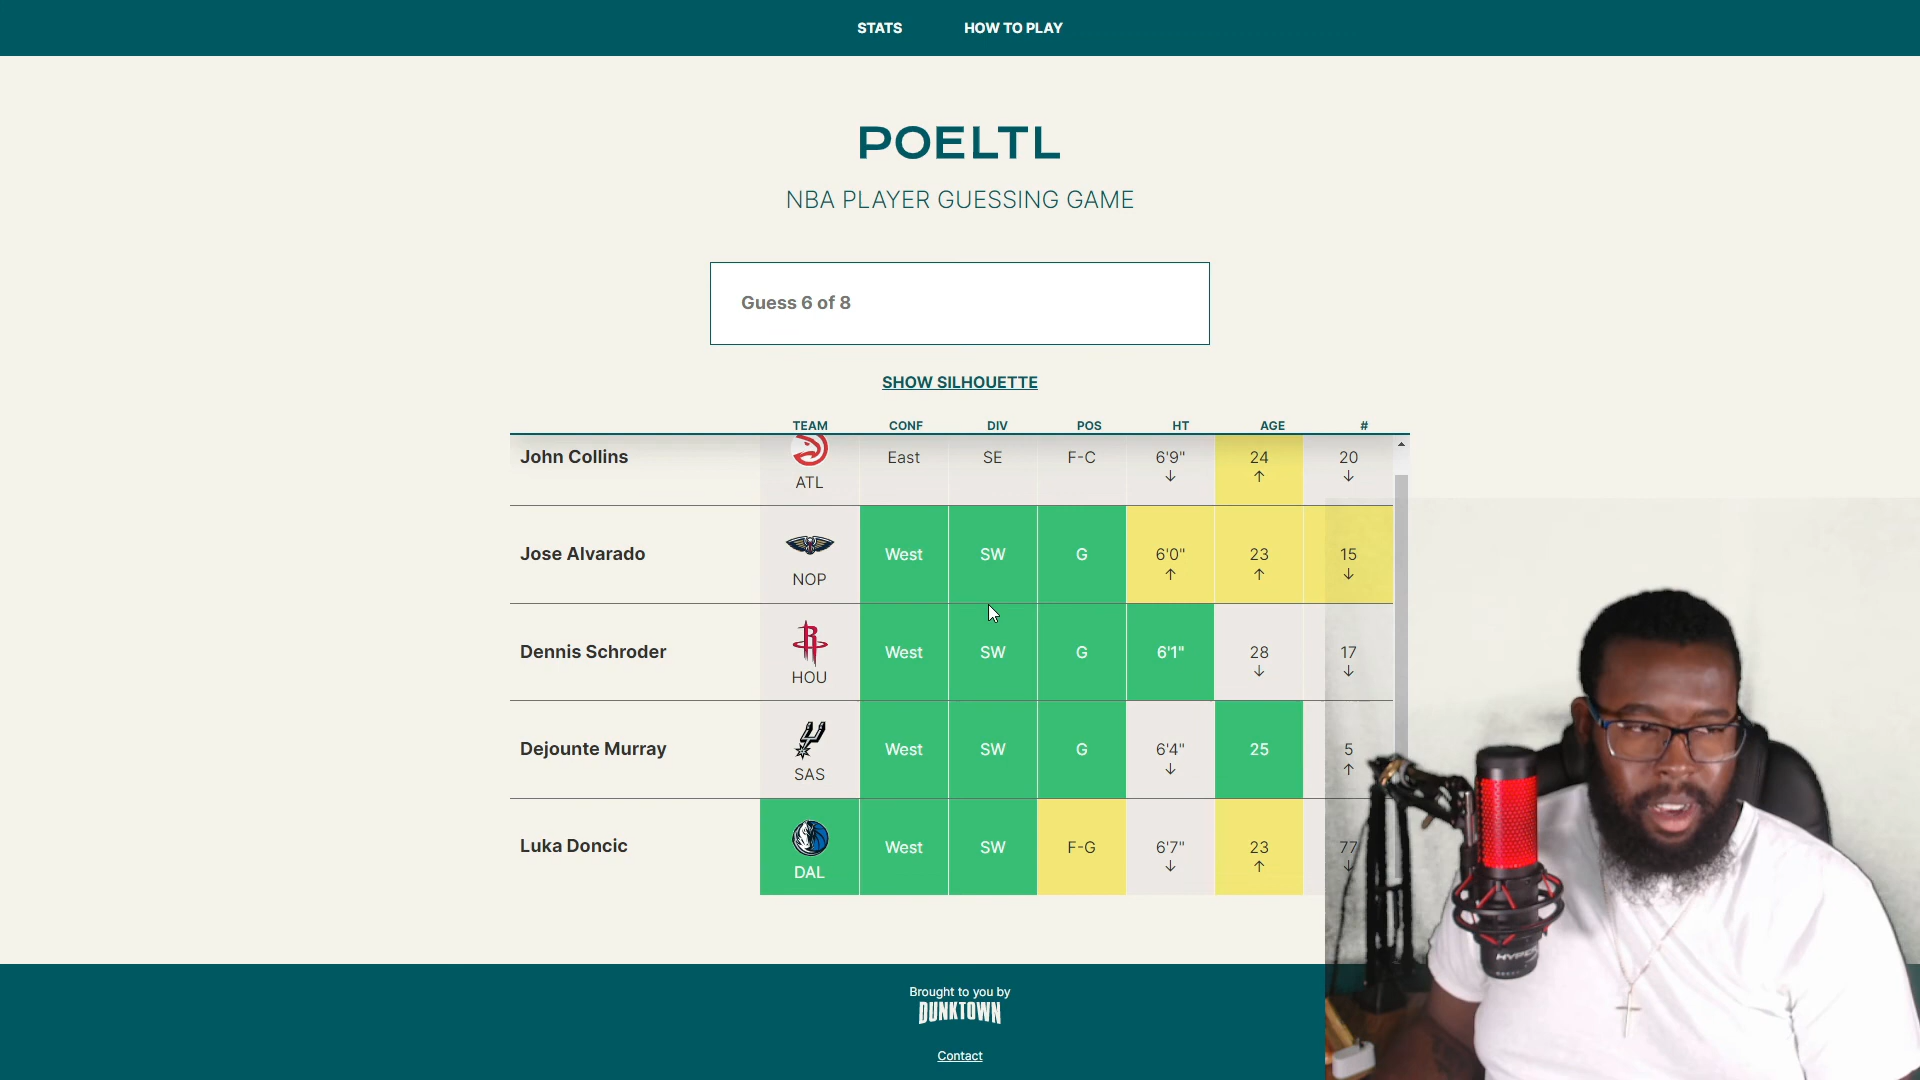 STATS HOW TO PLAY
POELTL
NBA PLAYER GUESSING GAME
Guess 6 of 8
SHOW SILHOUETTE
TEAM CONF DIV POS HT AGE #
John Collins ATL East SE F-C 6'9" ↓ 24 ↑ 20 ↓
Jose Alvarado NOP West SW G 6'0" ↑ 23 ↑ 15 ↓
Dennis Schroder R HOU West SW G 6'1" 28 ↓ 17 ↓
Dejounte Murray SAS West SW G 6'4" ↓ 25 5 ↑
Luka Doncic DAL West SW F-G 6'7" ↓ 23 ↑ 77 ↓
Brought to you by
DUNKTOWN
Contact
HYPERX